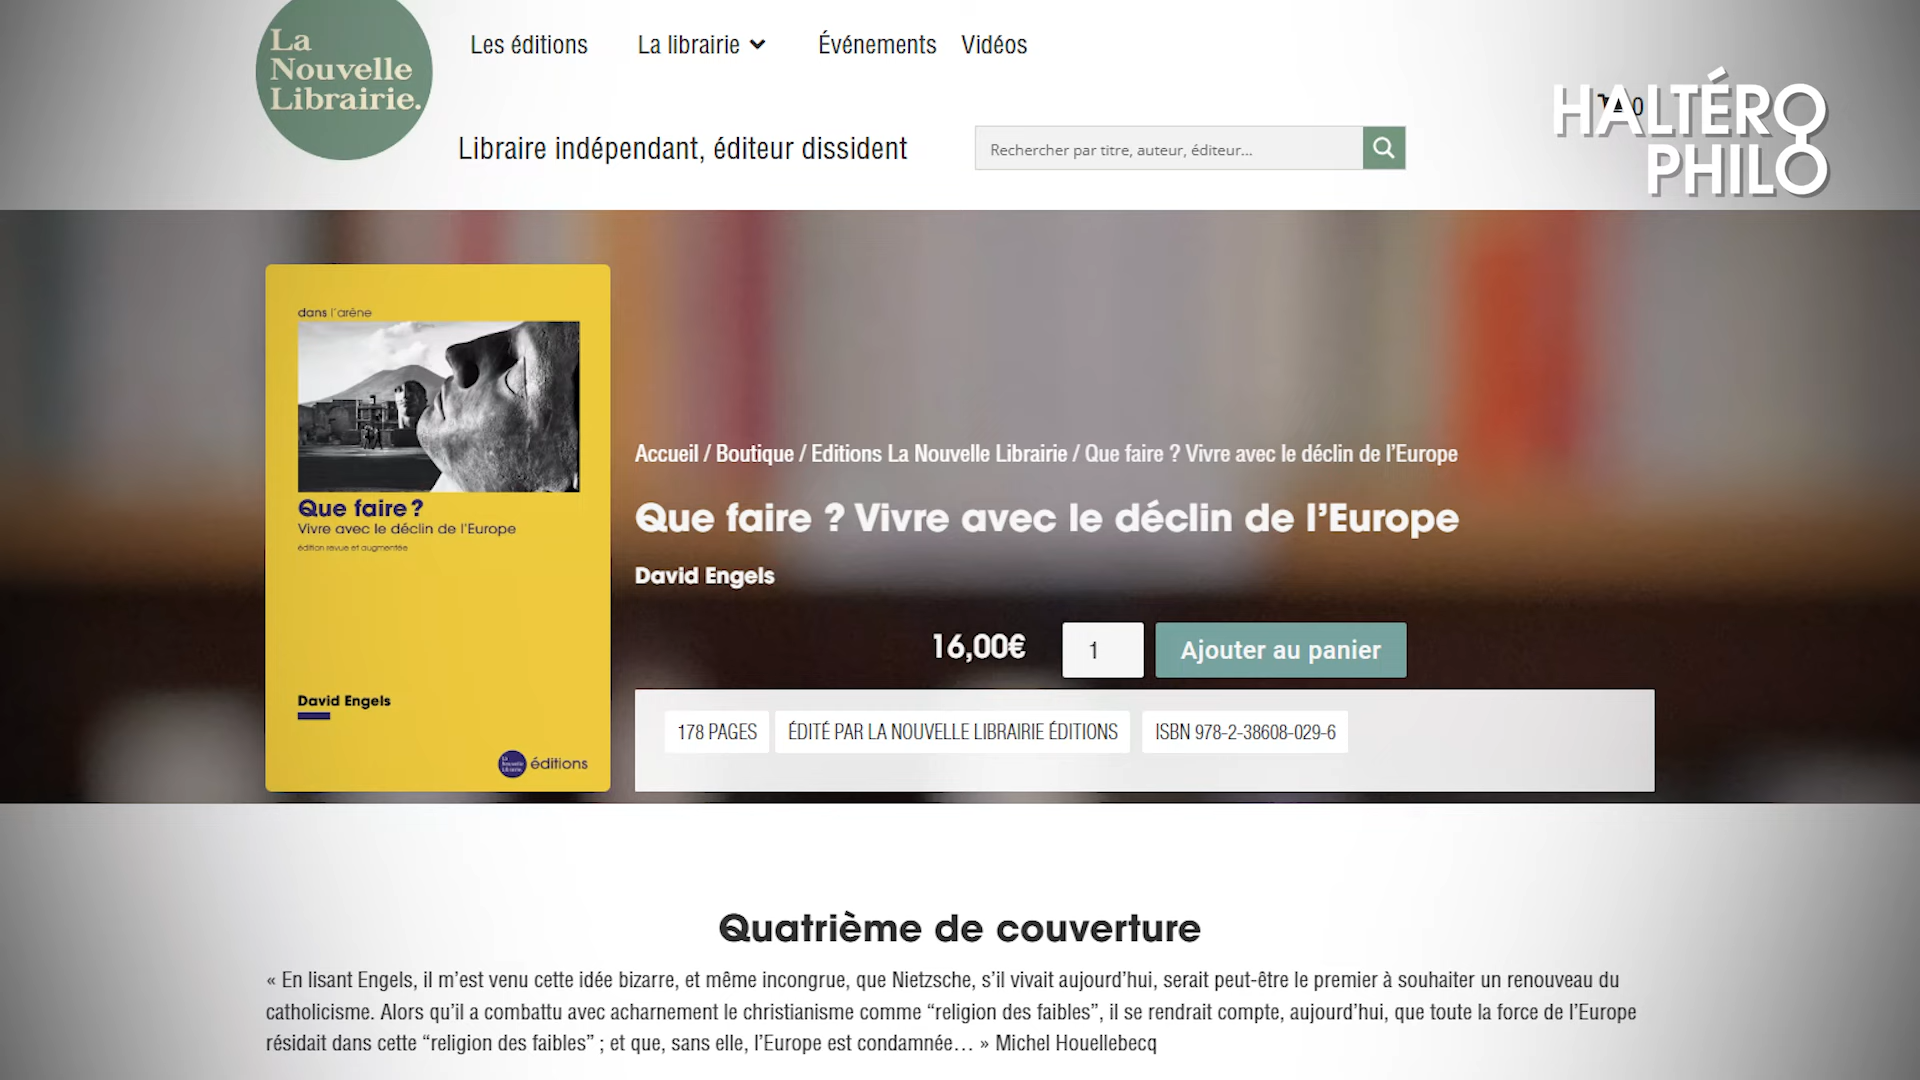 La
Nouvelle
Librairie.
Les éditions
La librairie
Événements
Vidéos
HALTÉRO
PHILO
0
Libraire indépendant, éditeur dissident
Rechercher par titre, auteur, éditeur...
dans l'arène
Que faire ?
Vivre avec le déclin de l'Europe
édition revue et augmentée
David Engels
La
Nouvelle
Librairie.
éditions
Accueil / Boutique / Editions La Nouvelle Librairie / Que faire ? Vivre avec le déclin de l’Europe
Que faire ? Vivre avec le déclin de l’Europe
David Engels
16,00€
1
Ajouter au panier
178 PAGES
ÉDITÉ PAR LA NOUVELLE LIBRAIRIE ÉDITIONS
ISBN 978-2-38608-029-6
Quatrième de couverture
« En lisant Engels, il m’est venu cette idée bizarre, et même incongrue, que Nietzsche, s’il vivait aujourd’hui, serait peut-être le premier à souhaiter un renouveau du
catholicisme. Alors qu’il a combattu avec acharnement le christianisme comme “religion des faibles”, il se rendrait compte, aujourd’hui, que toute la force de l’Europe
résidait dans cette “religion des faibles” ; et que, sans elle, l’Europe est condamnée… » Michel Houellebecq